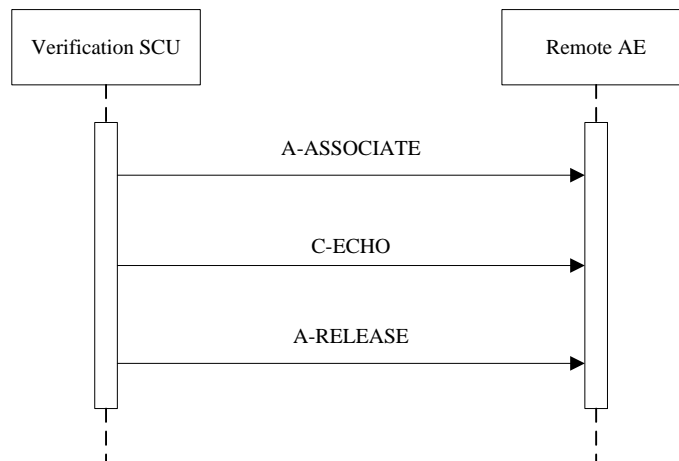 Verification SCU
Remote AE
A-ASSOCIATE
C-ECHO
A-RELEASE